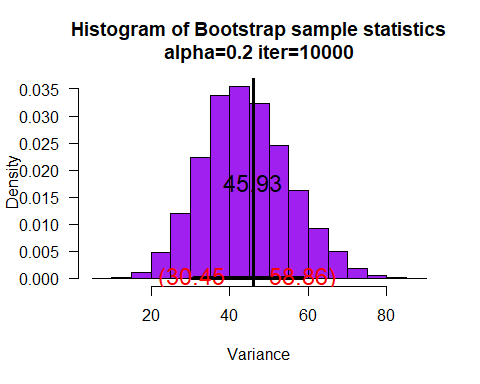 Histogram of Bootstrap sample statistics
alpha=0.2 iter=10000
0.035
0.030
0.025
0.020
0.015
0.010
0.005
0.000
Density
45.93
(30.45 58.86)
20 40 60 80
Variance